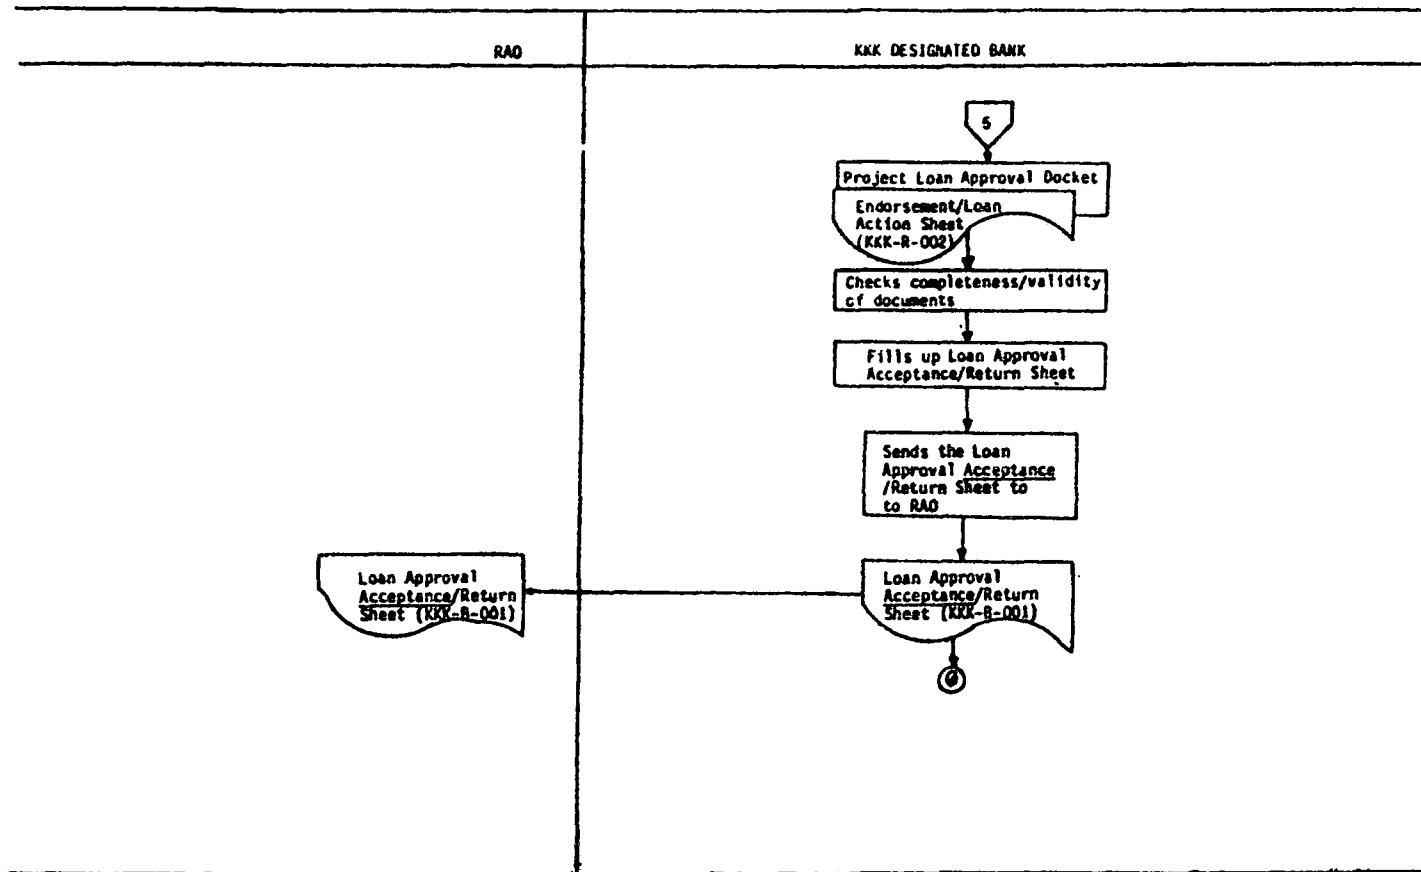 RAO
KKK DESIGNATED BANK
5
Project Loan Approval Docket
Endorsement/Loan
Action Sheet
(KKK-R-002)
Checks completeness/validity
of documents
Fills up Loan Approval
Acceptance/Return Sheet
Sends the Loan
Approval Acceptance
/Return Sheet to
to RAO
Loan Approval
Acceptance/Return
Sheet (KKK-B-001)
Loan Approval
Acceptance/Return
Sheet (KKK-B-001)